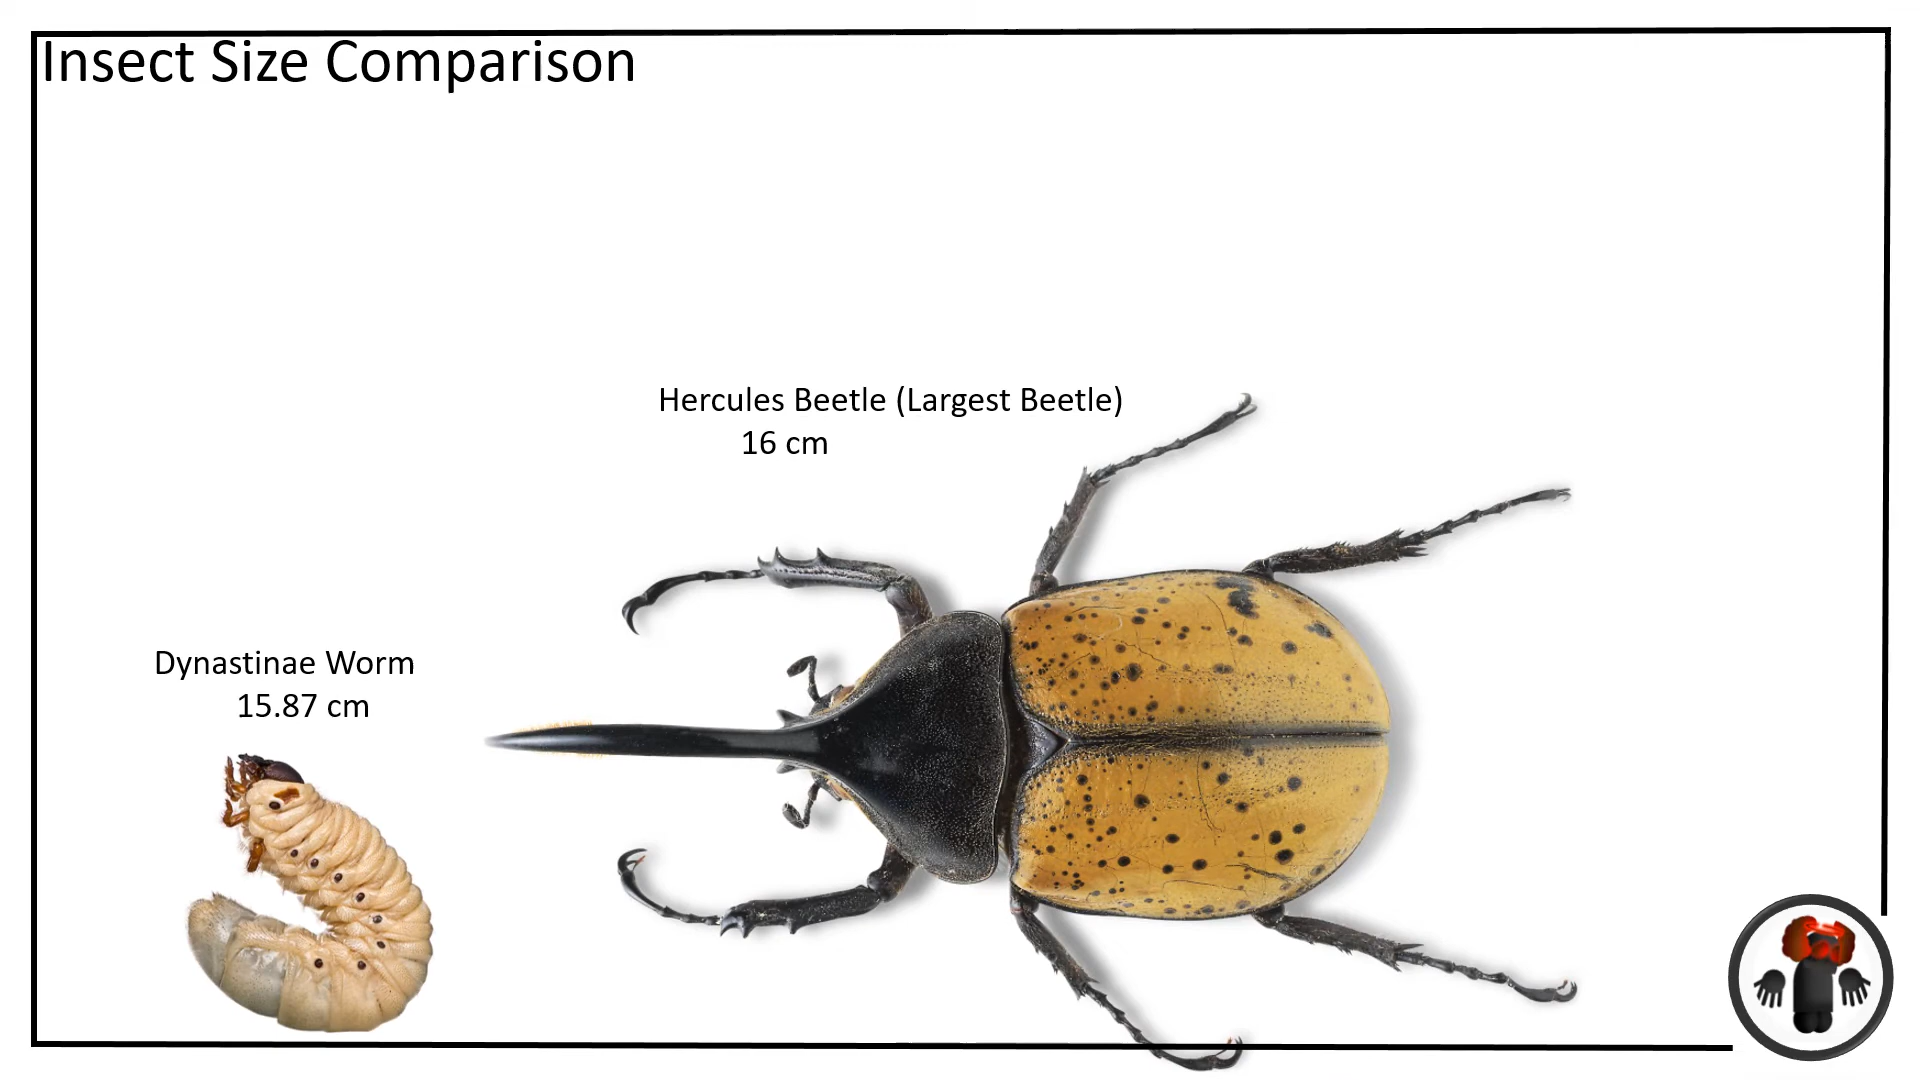 Insect Size Comparison
Hercules Beetle (Largest Beetle)
16 cm
Dynastinae Worm
15.87 cm